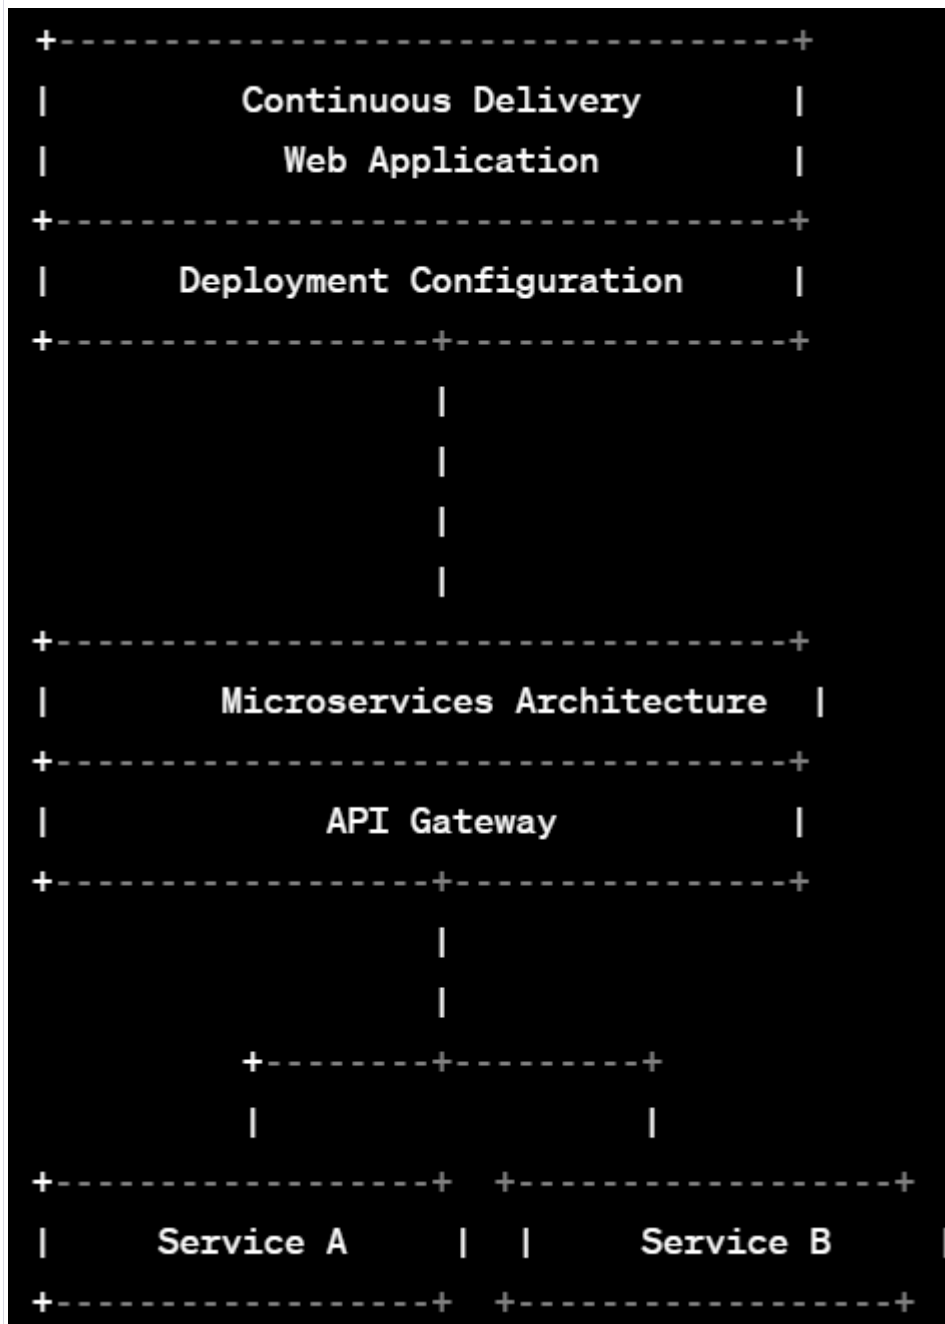 +-----------------------------------+
|         Continuous Delivery       |
|           Web Application         |
+-----------------------------------+
|      Deployment Configuration     |
+------------------+----------------+
                   |
                   |
                   |
                   |
+-----------------------------------+
|        Microservices Architecture  |
+-----------------------------------+
|             API Gateway           |
+------------------+----------------+
                   |
                   |
          +--------+---------+
          |                  |
+------------------+  +------------------+
|     Service A     |  |     Service B     |
+------------------+  +------------------+